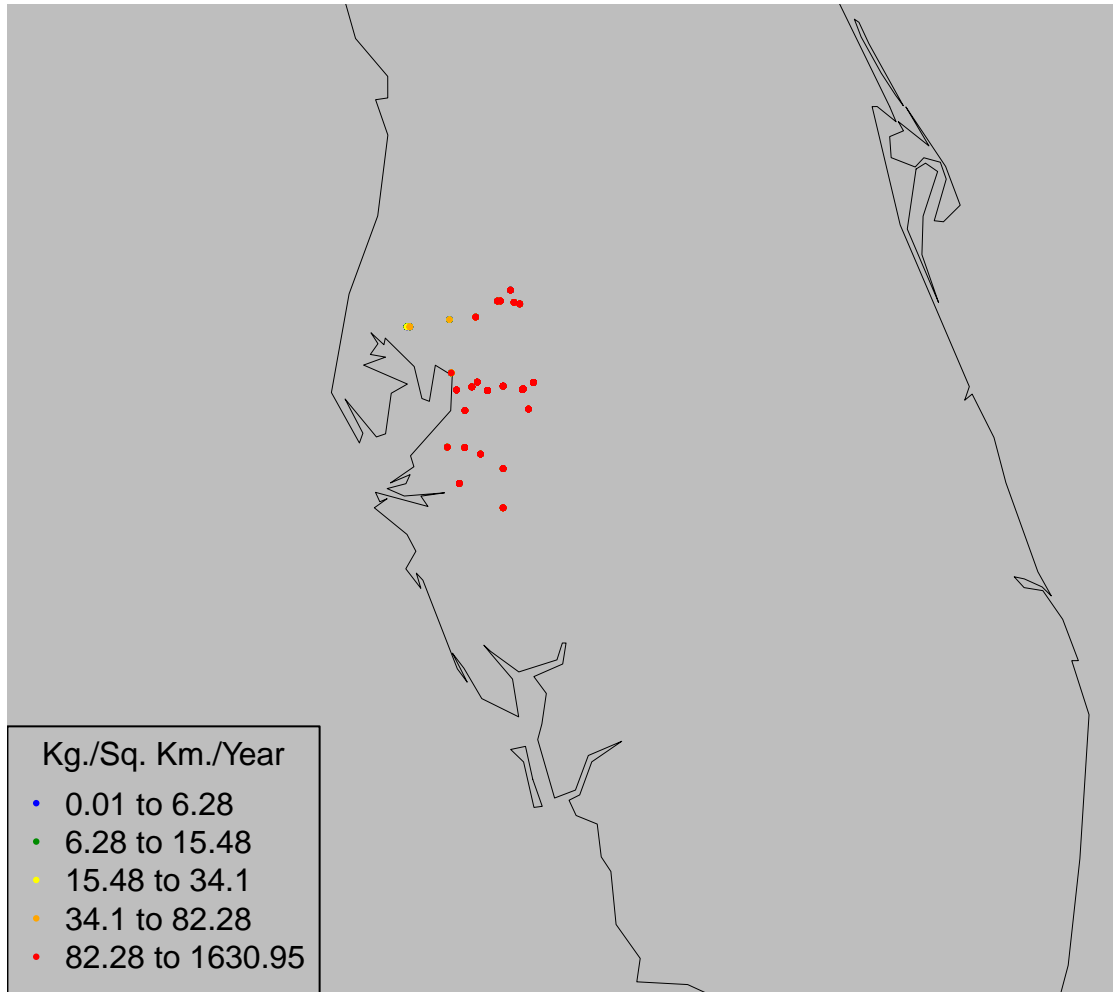 Kg./Sq. Km./Year
0.01 to 6.28
6.28 to 15.48
15.48 to 34.1
34.1 to 82.28
82.28 to 1630.95